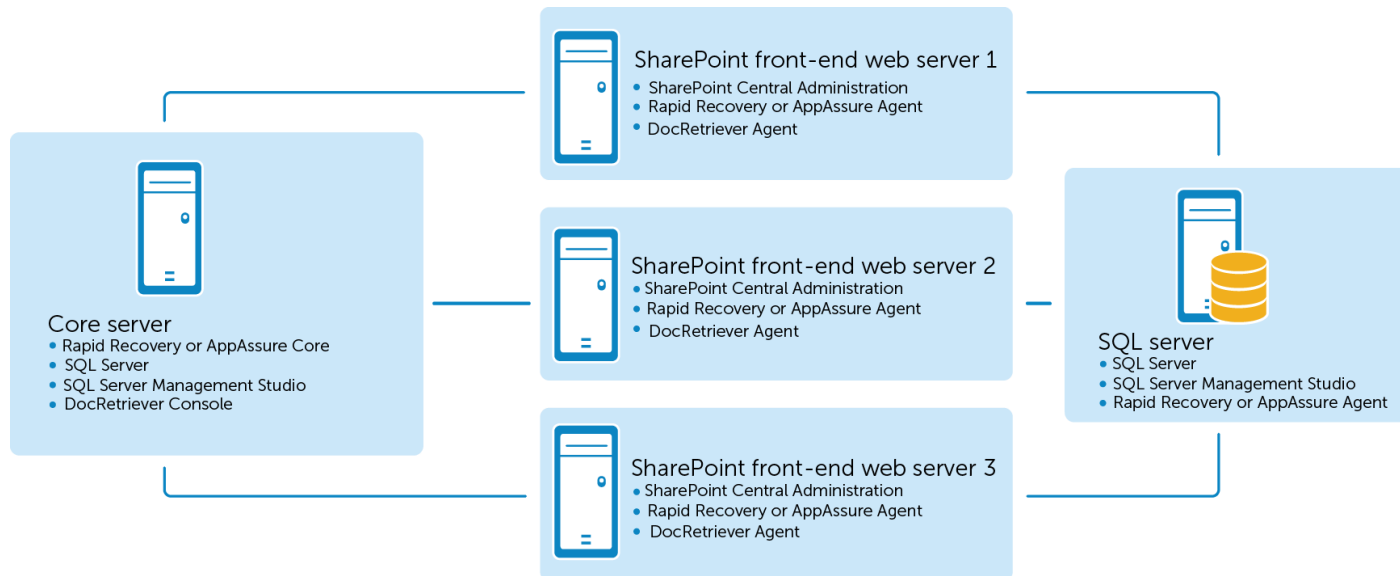 SharePoint front-end web server 1
• SharePoint Central Administration
• Rapid Recovery or AppAssure Agent
• DocRetriever Agent
Core server
• Rapid Recovery or AppAssure Core
• SQL Server
• SQL Server Management Studio
• DocRetriever Console
SharePoint front-end web server 2
• SharePoint Central Administration
• Rapid Recovery or AppAssure Agent
• DocRetriever Agent
SQL server
• SQL Server
• SQL Server Management Studio
• Rapid Recovery or AppAssure Agent
SharePoint front-end web server 3
• SharePoint Central Administration
• Rapid Recovery or AppAssure Agent
• DocRetriever Agent